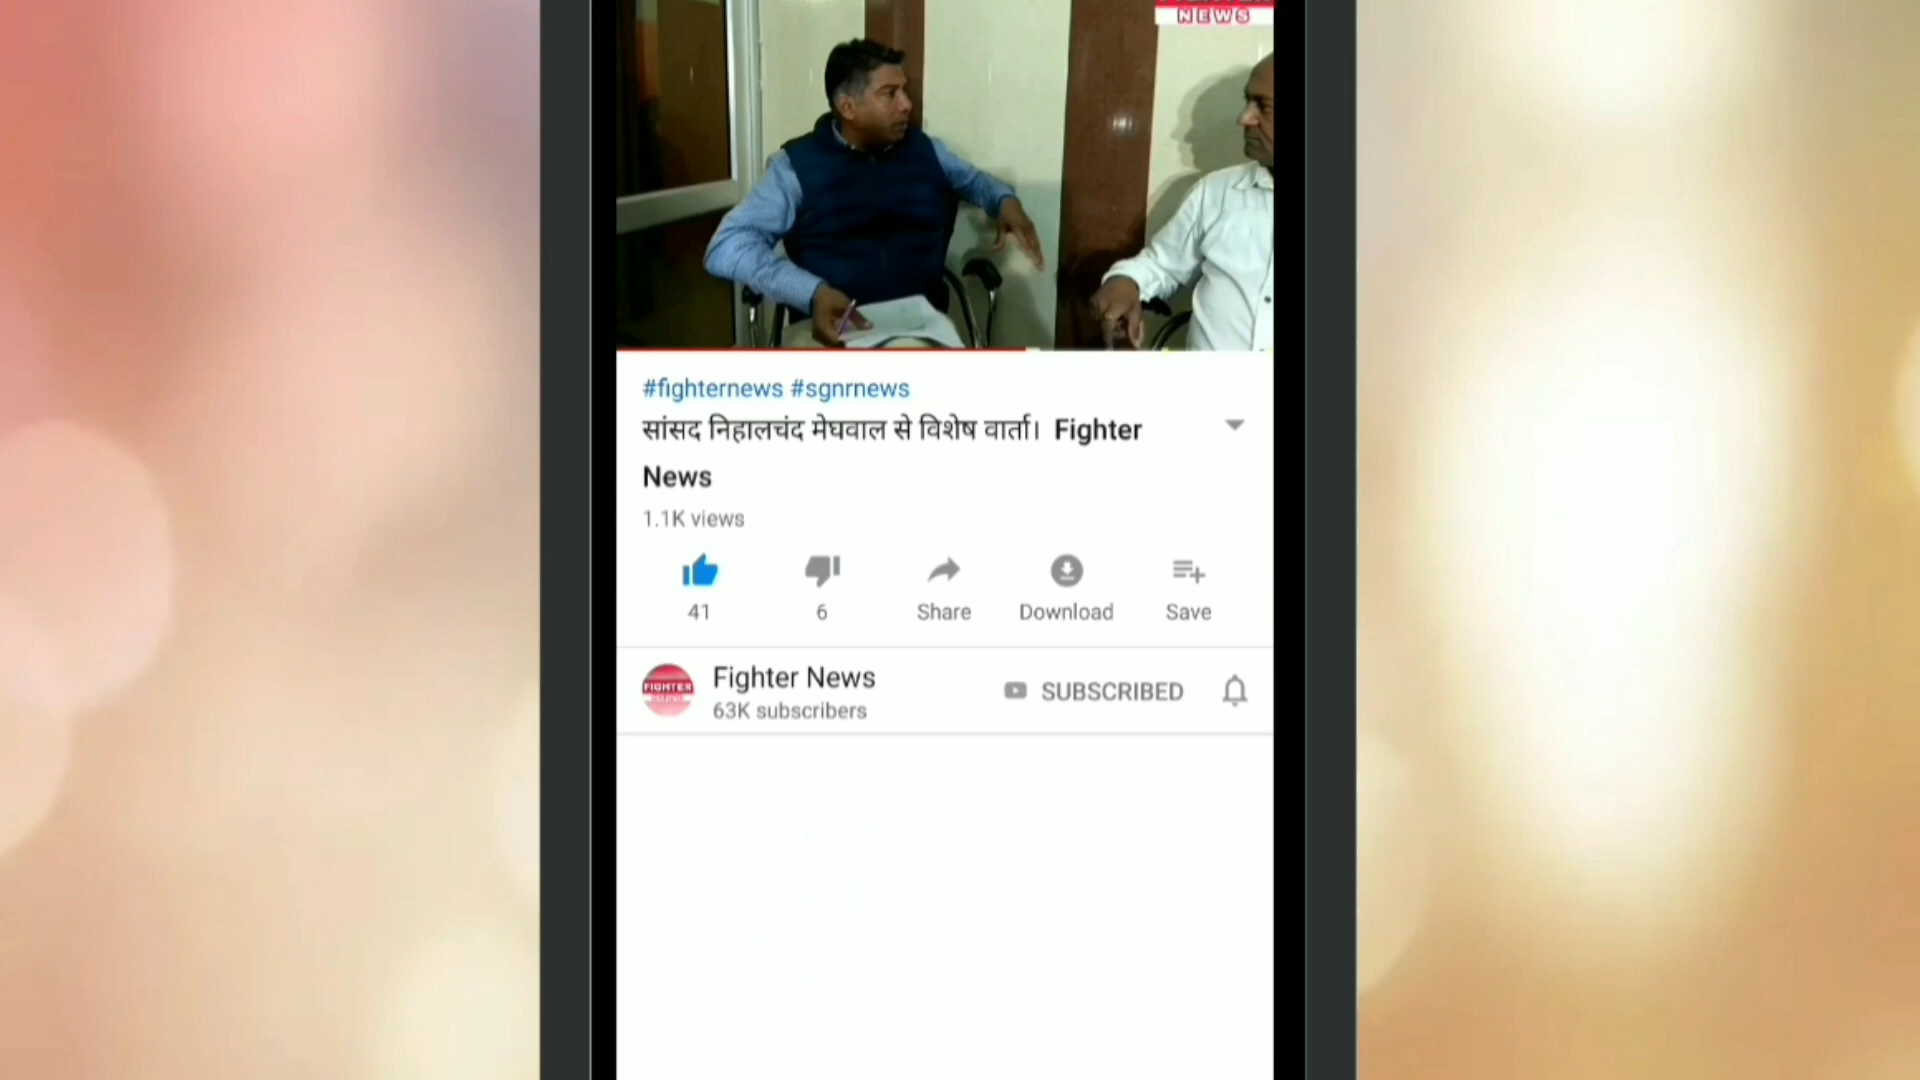 NEWS
#fighternews #sgnrnews
सांसद निहालचंद मेघवाल से विशेष वार्ता। Fighter
News
1.1K views
41 6 Share Download Save
FIGHTER
Fighter News SUBSCRIBED
63K subscribers